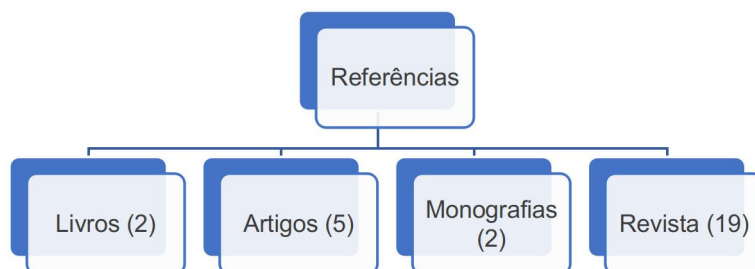 Referências
Livros (2)
Artigos (5)
Monografias
(2)
Revista (19)